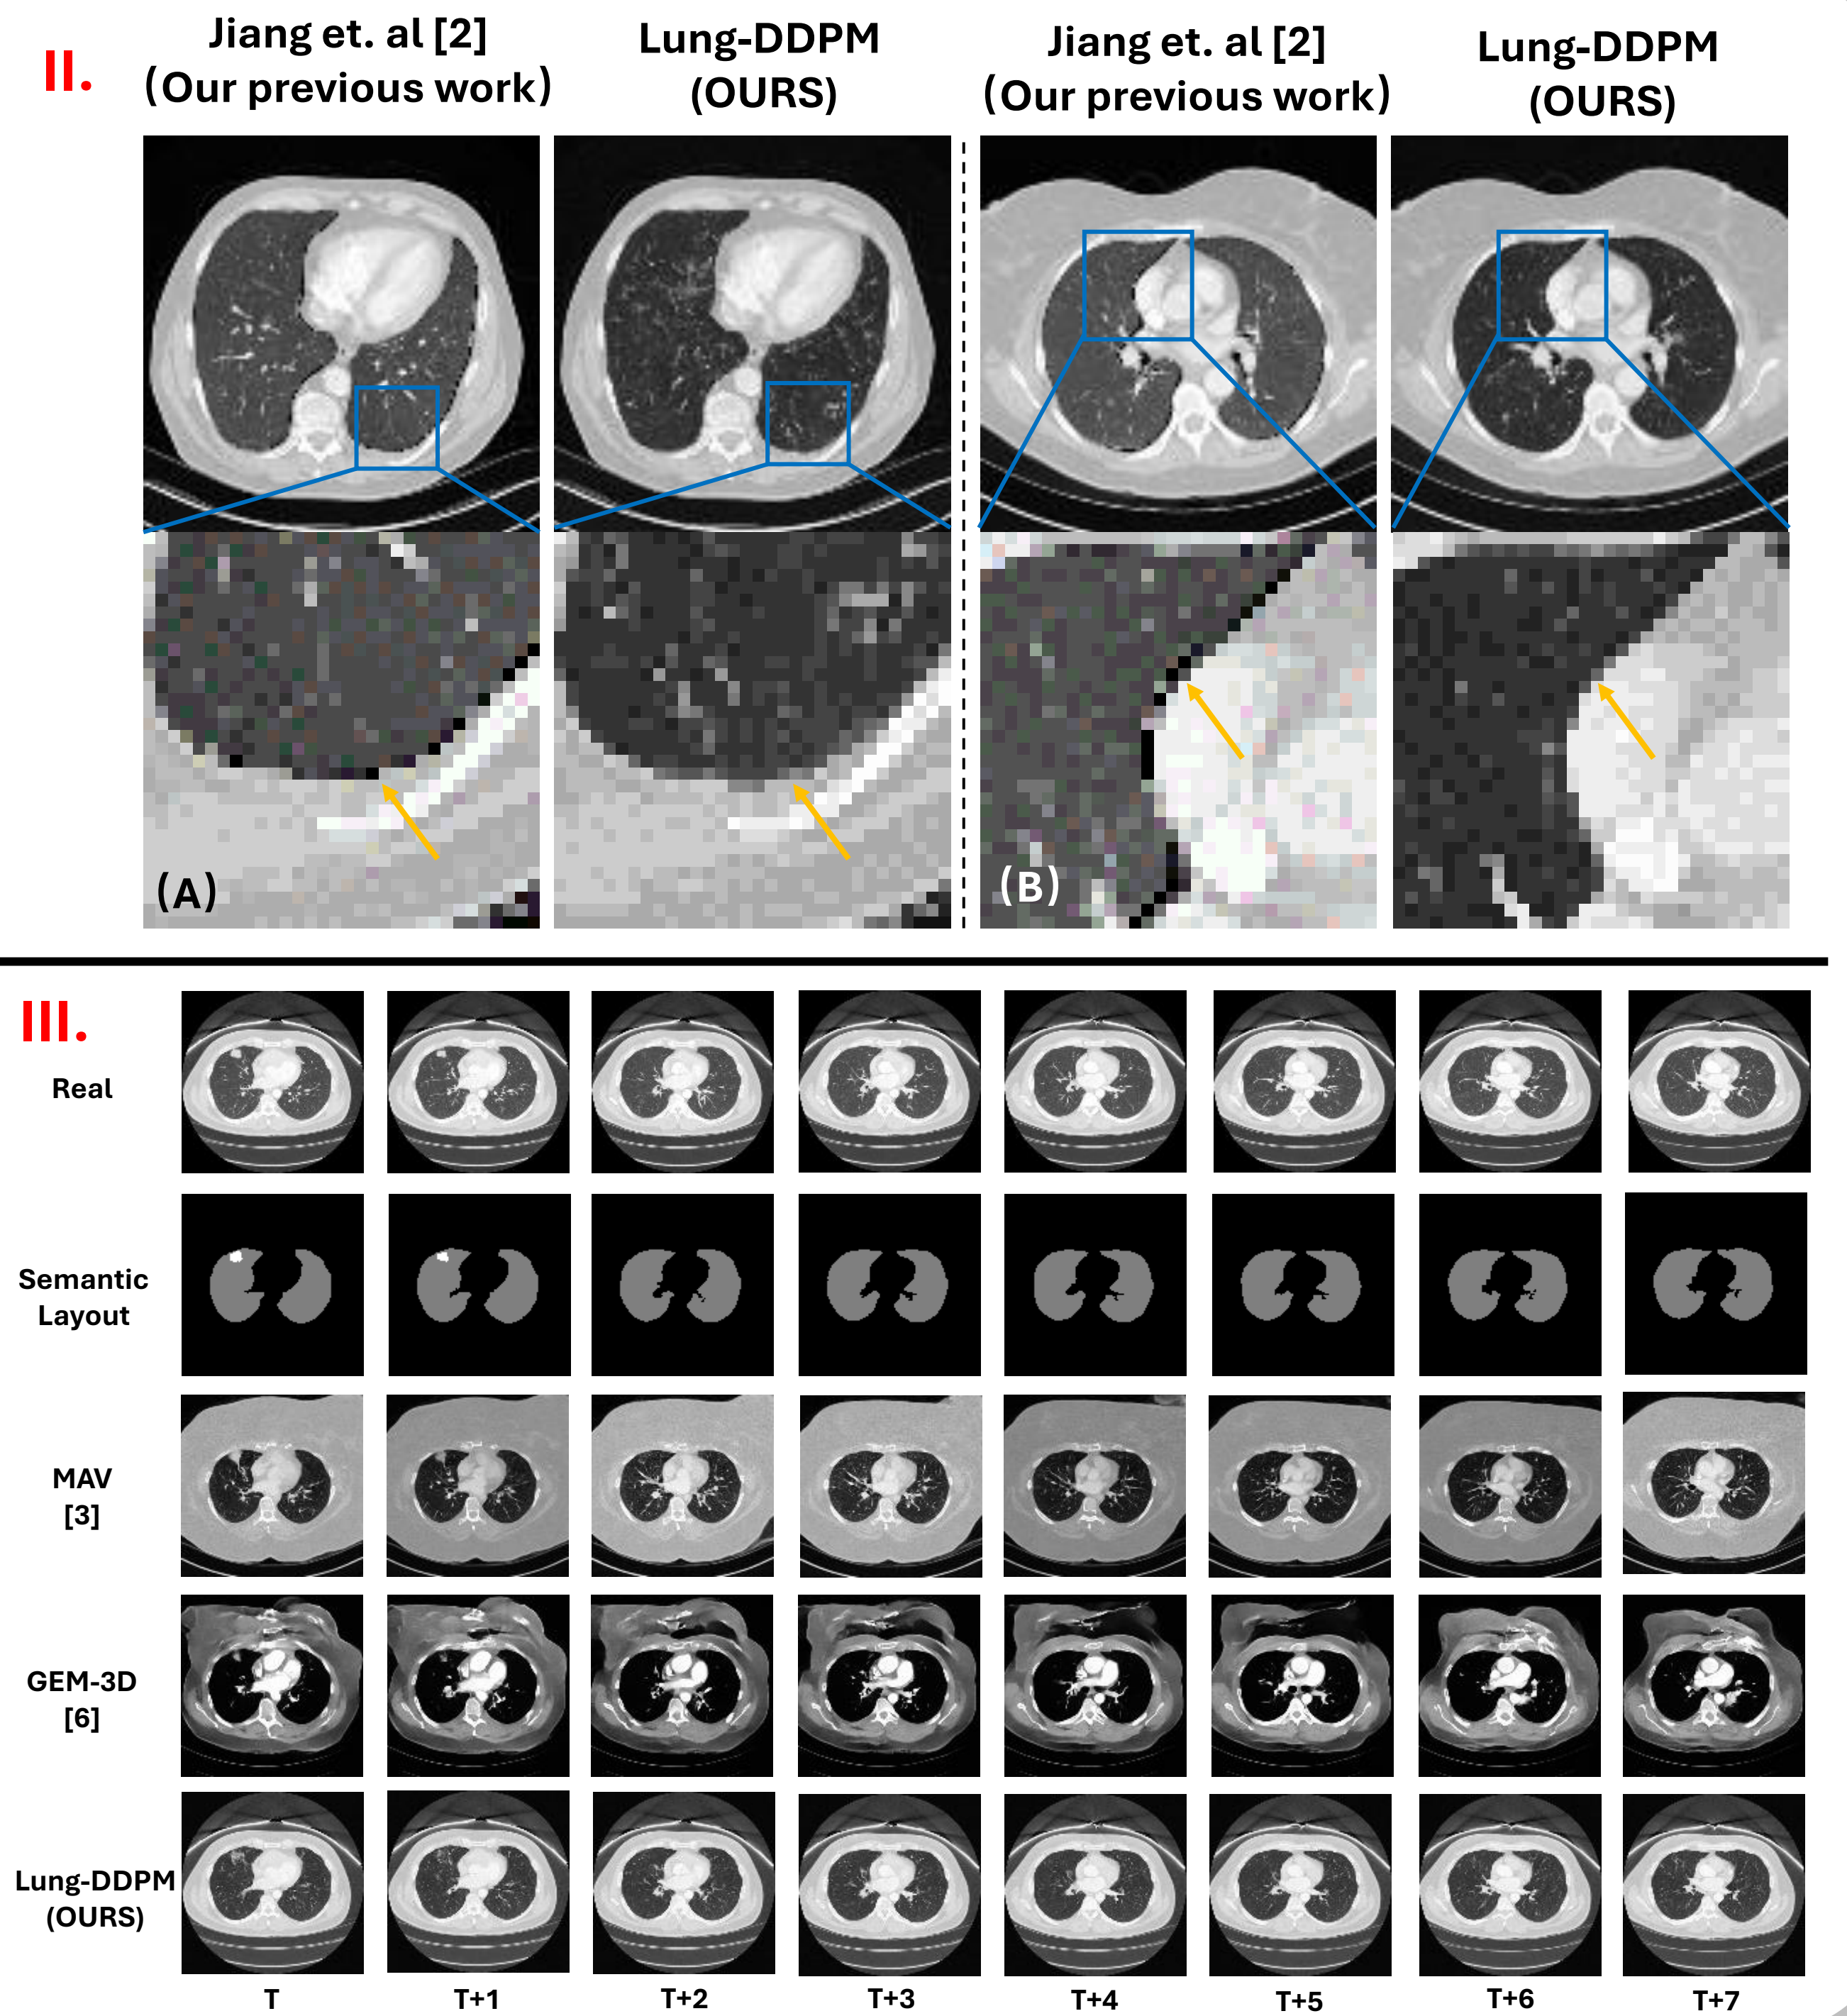 II.
Jiang et. al [2]
(Our previous work)
Lung-DDPM
(OURS)
Jiang et. al [2]
(Our previous work)
Lung-DDPM
(OURS)
(A)
(B)
III.
Real
Semantic
Layout
MAV
[3]
GEM-3D
[6]
Lung-DDPM
(OURS)
T
T+1
T+2
T+3
T+4
T+5
T+6
T+7